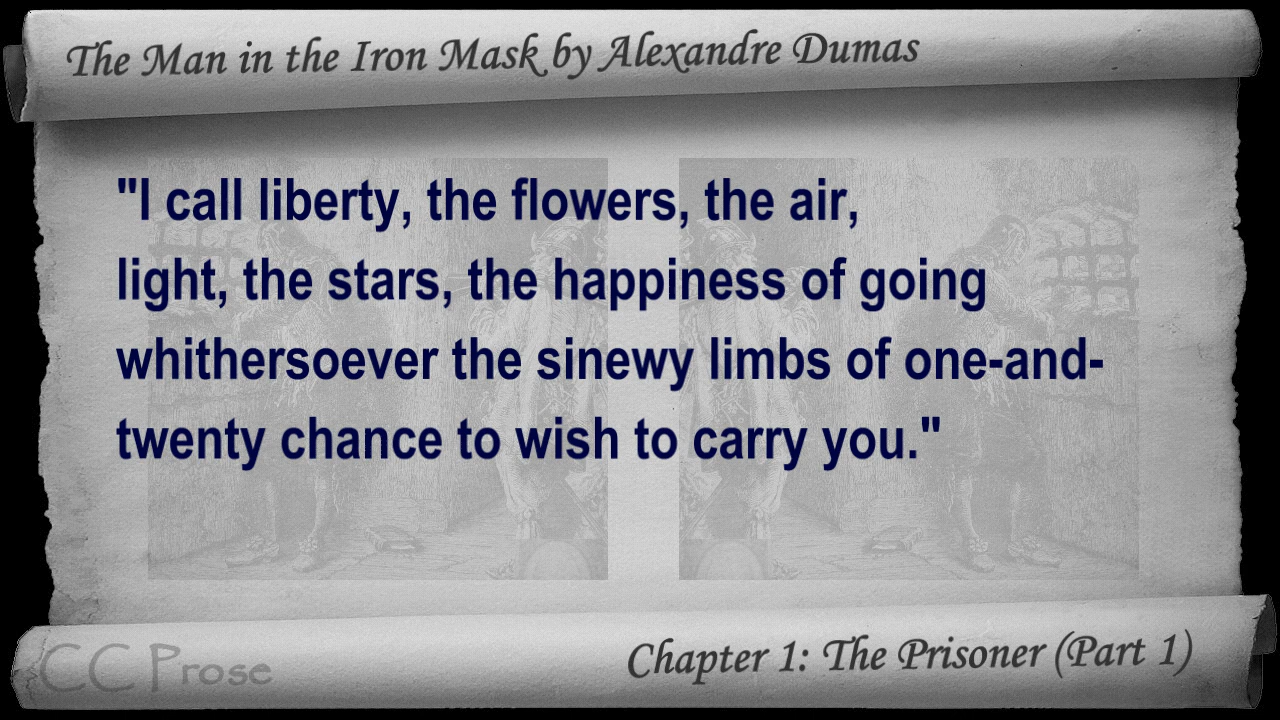 The Man in the Iron Mask by Alexandre Dumas
"I call liberty, the flowers, the air,
light, the stars, the happiness of going
whithersoever the sinewy limbs of one-and-
twenty chance to wish to carry you."
CC Prose
Chapter 1: The Prisoner (Part 1)